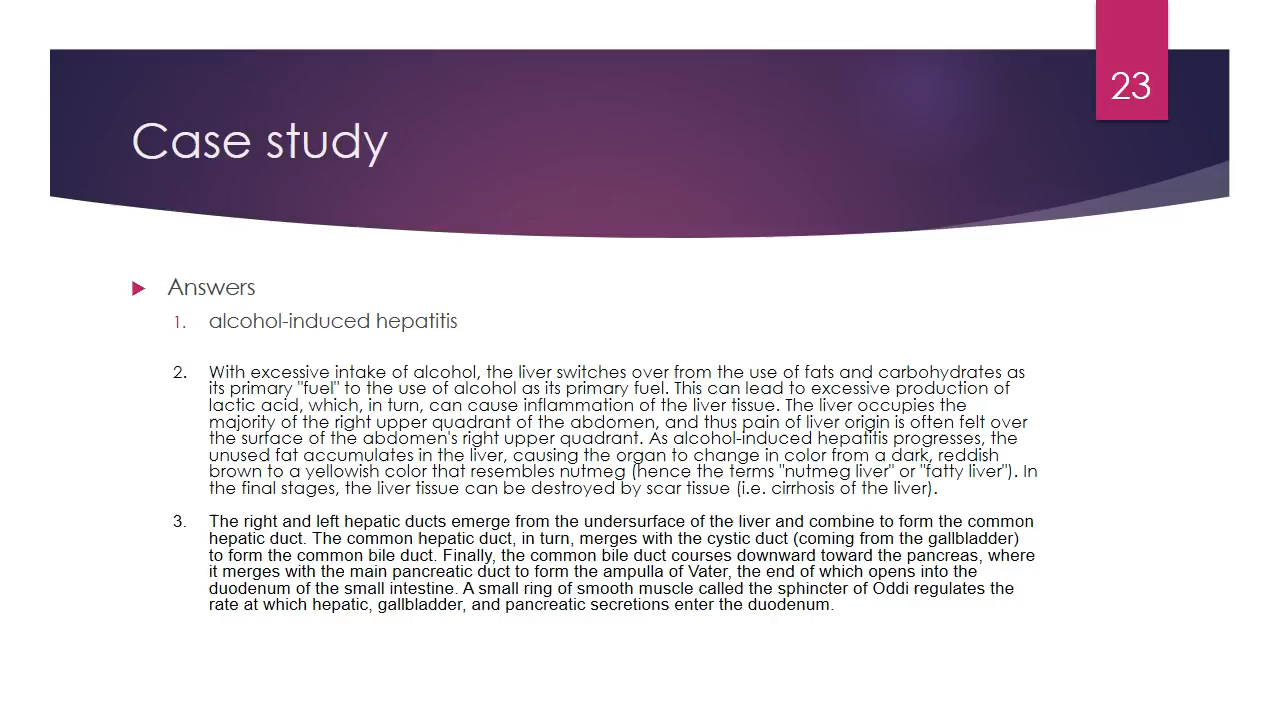 23
Case study
Answers
1. alcohol-induced hepatitis
2. With excessive intake of alcohol, the liver switches over from the use of fats and carbohydrates as
its primary "fuel" to the use of alcohol as its primary fuel. This can lead to excessive production of
lactic acid, which, in turn, can cause inflammation of the liver tissue. The liver occupies the
majority of the right upper quadrant of the abdomen, and thus pain of liver origin is often felt over
the surface of the abdomen's right upper quadrant. As alcohol-induced hepatitis progresses, the
unused fat accumulates in the liver, causing the organ to change in color from a dark, reddish
brown to a yellowish color that resembles nutmeg (hence the terms "nutmeg liver" or "fatty liver"). In
the final stages, the liver tissue can be destroyed by scar tissue (i.e. cirrhosis of the liver).
3. The right and left hepatic ducts emerge from the undersurface of the liver and combine to form the common
hepatic duct. The common hepatic duct, in turn, merges with the cystic duct (coming from the gallbladder)
to form the common bile duct. Finally, the common bile duct courses downward toward the pancreas, where
it merges with the main pancreatic duct to form the ampulla of Vater, the end of which opens into the
duodenum of the small intestine. A small ring of smooth muscle called the sphincter of Oddi regulates the
rate at which hepatic, gallbladder, and pancreatic secretions enter the duodenum.